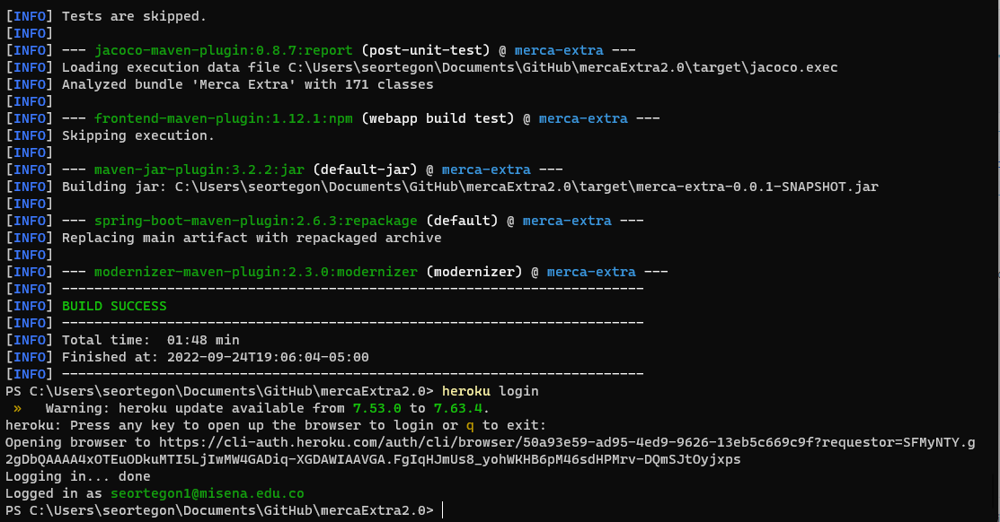 [INFO] Tests are skipped.
[INFO]
[INFO] --- jacoco-maven-plugin:0.8.7:report (post-unit-test) @ merca-extra ---
[INFO] Loading execution data file C:\Users\seortegon\Documents\GitHub\mercaExtra2.0\target\jacoco.exec
[INFO] Analyzed bundle 'Merca Extra' with 171 classes
[INFO]
[INFO] --- frontend-maven-plugin:1.12.1:npm (webapp build test) @ merca-extra ---
[INFO] Skipping execution.
[INFO]
[INFO] --- maven-jar-plugin:3.2.2:jar (default-jar) @ merca-extra ---
[INFO] Building jar: C:\Users\seortegon\Documents\GitHub\mercaExtra2.0\target\merca-extra-0.0.1-SNAPSHOT.jar
[INFO]
[INFO] --- spring-boot-maven-plugin:2.6.3:repackage (default) @ merca-extra ---
[INFO] Replacing main artifact with repackaged archive
[INFO]
[INFO] --- modernizer-maven-plugin:2.3.0:modernizer (modernizer) @ merca-extra ---
[INFO] ------------------------------------------------------------------------
[INFO] BUILD SUCCESS
[INFO] ------------------------------------------------------------------------
[INFO] Total time:  01:48 min
[INFO] Finished at: 2022-09-24T19:06:04-05:00
[INFO] ------------------------------------------------------------------------
PS C:\Users\seortegon\Documents\GitHub\mercaExtra2.0> heroku login
 »   Warning: heroku update available from 7.53.0 to 7.63.4.
heroku: Press any key to open up the browser to login or q to exit:
Opening browser to https://cli-auth.heroku.com/auth/cli/browser/50a93e59-ad95-4ed9-9626-13eb5c669c9f?requestor=SFMyNTY.g
2gDbQAAAA4xOTEuODkuMTI5LjIwMW4GADiq-XGDAWIAAVGA.FgIqHJmUs8_yohWKHB6pM46sdHPMrv-DQmSJtOyjxps
Logging in... done
Logged in as seortegon1@misena.edu.co
PS C:\Users\seortegon\Documents\GitHub\mercaExtra2.0>